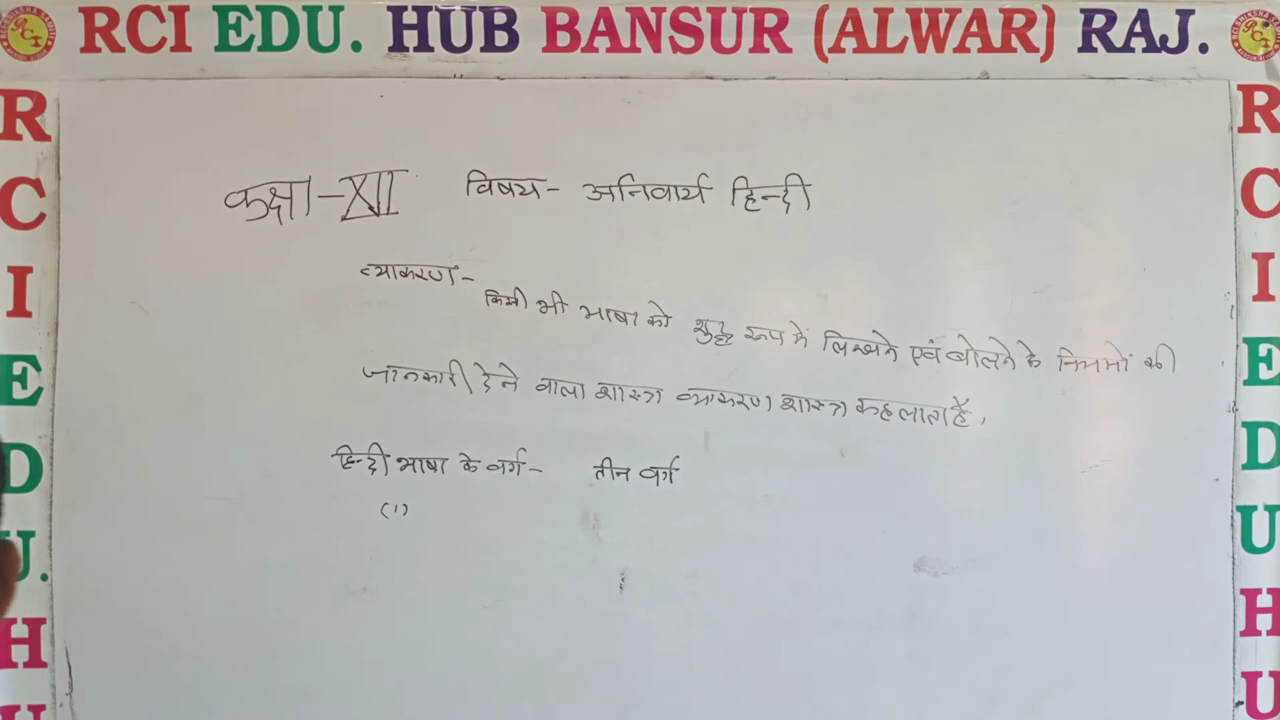 RCI EDU. HUB BANSUR (ALWAR) RAJ.
कक्षा-XII विषय- अनिवार्य हिन्दी
व्याकरण-
किसी भी भाषा को शुद्ध रूप में लिखने एवं बोलने के नियमों की
जानकारी देने वाला शास्त्र व्याकरण शास्त्र कहलाता है,
हिन्दी भाषा के वर्ग- तीन वर्ग
(1)
R
C
I
E
D
U.
H
U
R
C
I
E
D
U
H
U